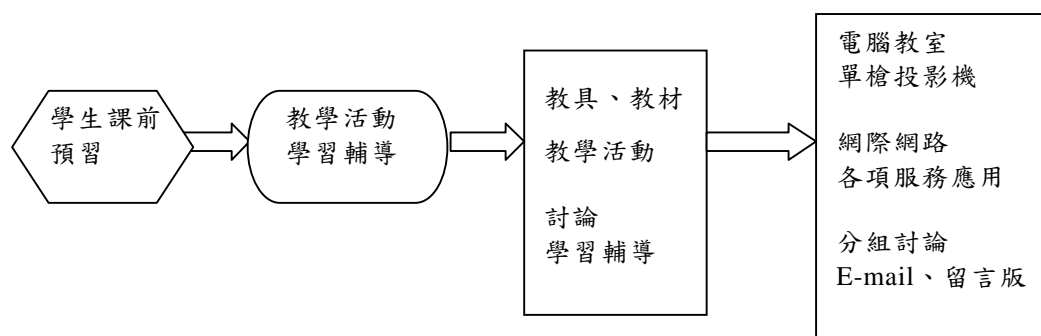 學生課前
預習
教學活動
學習輔導
教具、教材
教學活動
討論
學習輔導
電腦教室
單槍投影機
網際網路
各項服務應用
分組討論
E-mail、留言版